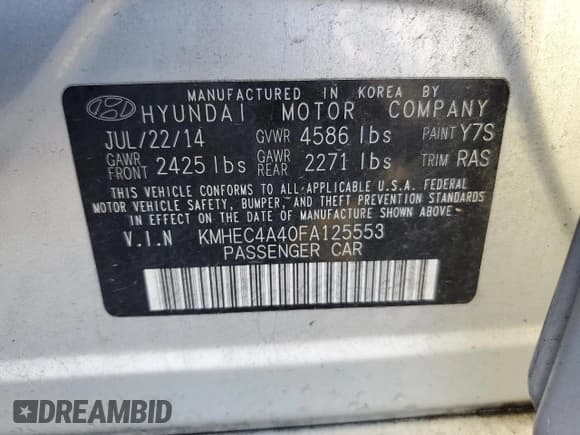 MANUFACTURED IN KOREA BY
HYUNDAI MOTOR COMPANY
JUL/22/14 GVWR 4586 lbs PAINT Y7S
GAWR FRONT 2425 lbs GAWR REAR 2271 lbs TRIM RAS
THIS VEHICLE CONFORMS TO ALL APPLICABLE U.S.A. FEDERAL
MOTOR VEHICLE SAFETY, BUMPER, AND THEFT PREVENTION STANDARDS
IN EFFECT ON THE DATE OF MANUFACTURE SHOWN ABOVE.
V.I.N KMHEC4A40FA125553
PASSENGER CAR
DREAMBID